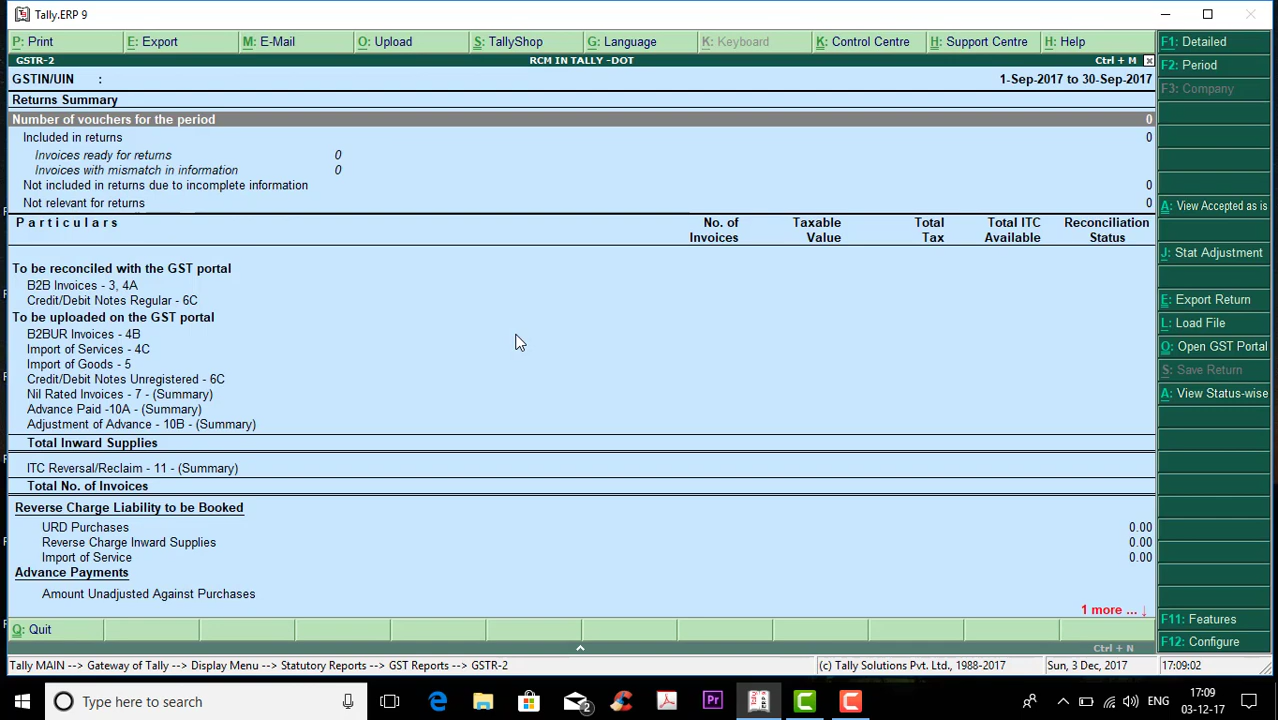 Tally.ERP 9
P: Print E: Export M: E-Mail O: Upload S: TallyShop G: Language K: Keyboard K: Control Centre H: Support Centre H: Help
GSTR-2 RCM IN TALLY -DOT Ctrl + M
GSTIN/UIN : 1-Sep-2017 to 30-Sep-2017
Returns Summary
Number of vouchers for the period 0
Included in returns 0
Invoices ready for returns 0
Invoices with mismatch in information 0
Not included in returns due to incomplete information 0
Not relevant for returns 0
Particulars No. of Invoices Taxable Value Total Tax Total ITC Available Reconciliation Status
To be reconciled with the GST portal
B2B Invoices - 3, 4A
Credit/Debit Notes Regular - 6C
To be uploaded on the GST portal
B2BUR Invoices - 4B
Import of Services - 4C
Import of Goods - 5
Credit/Debit Notes Unregistered - 6C
Nil Rated Invoices - 7 - (Summary)
Advance Paid -10A - (Summary)
Adjustment of Advance - 10B - (Summary)
Total Inward Supplies
ITC Reversal/Reclaim - 11 - (Summary)
Total No. of Invoices
Reverse Charge Liability to be Booked
URD Purchases 0.00
Reverse Charge Inward Supplies 0.00
Import of Service 0.00
Advance Payments
Amount Unadjusted Against Purchases
1 more ... ↓
F1: Detailed
F2: Period
F3: Company
A: View Accepted as is
J: Stat Adjustment
E: Export Return
L: Load File
O: Open GST Portal
S: Save Return
A: View Status-wise
F11: Features
F12: Configure
Q: Quit
Ctrl + N
Tally MAIN --> Gateway of Tally --> Display Menu --> Statutory Reports --> GST Reports --> GSTR-2 (c) Tally Solutions Pvt. Ltd., 1988-2017 Sun, 3 Dec, 2017 17:09:02
Type here to search 2 Pr ENG 17:09
03-12-17